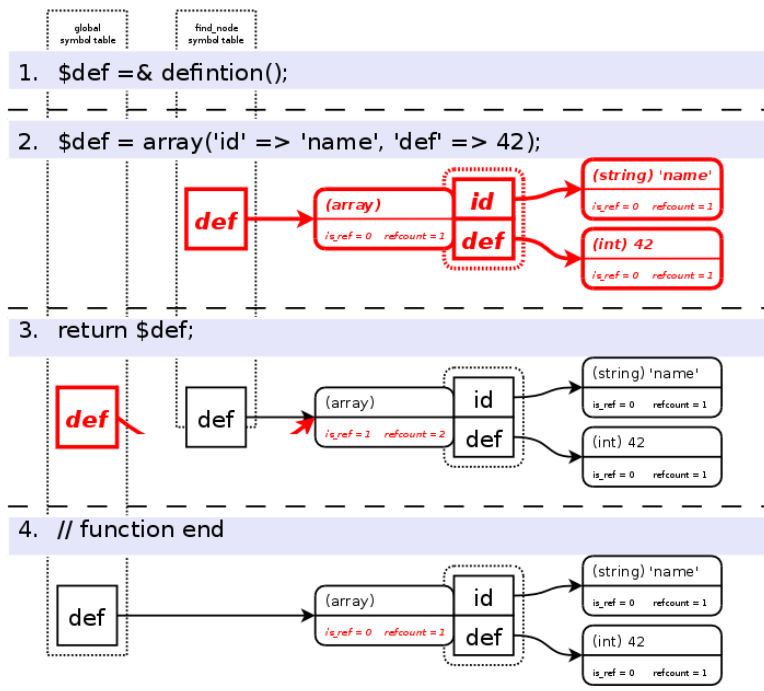 global
symbol table
find_node
symbol table
1. $def =& defintion();
2. $def = array('id' => 'name', 'def' => 42);
def
(array)
is_ref = 0 refcount = 1
id
def
(string) 'name'
is_ref = 0 refcount = 1
(int) 42
is_ref = 0 refcount = 1
3. return $def;
def
def
(array)
is_ref = 1 refcount = 2
id
def
(string) 'name'
is_ref = 0 refcount = 1
(int) 42
is_ref = 0 refcount = 1
4. // function end
def
(array)
is_ref = 0 refcount = 1
id
def
(string) 'name'
is_ref = 0 refcount = 1
(int) 42
is_ref = 0 refcount = 1